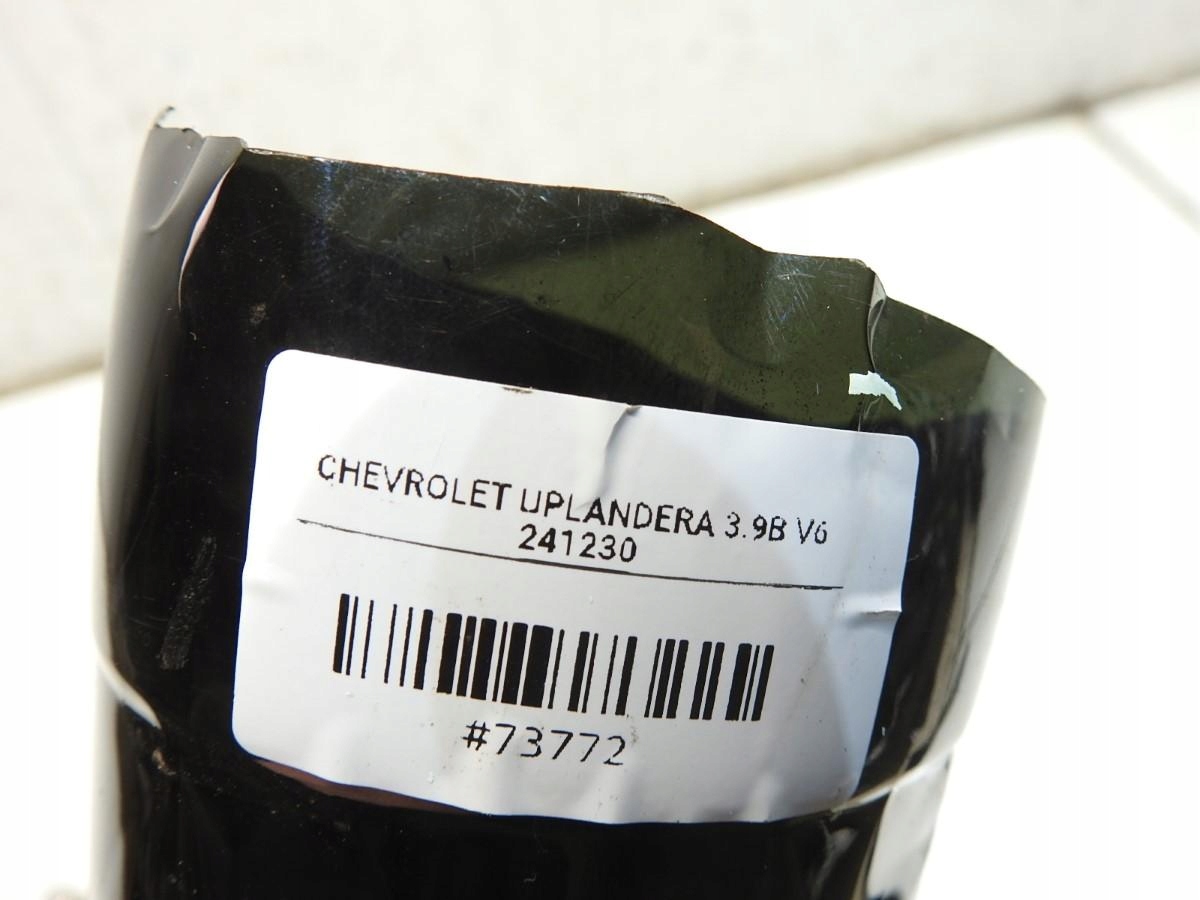 CHEVROLET UPLANDERA 3.9B V6
241230
#73772